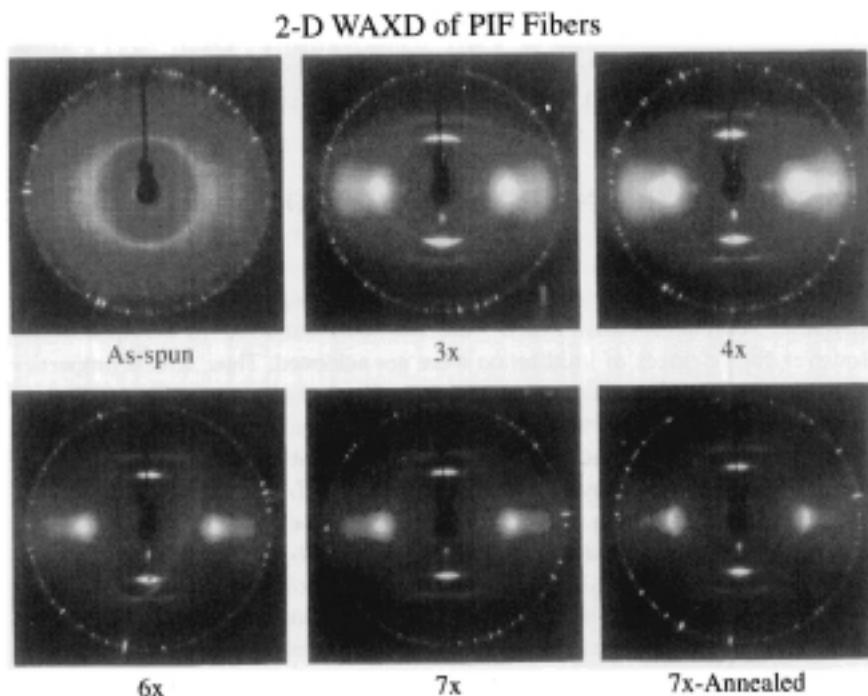 2-D WAXD of PIF Fibers
As-spun
3x
4x
6x
7x
7x-Annealed